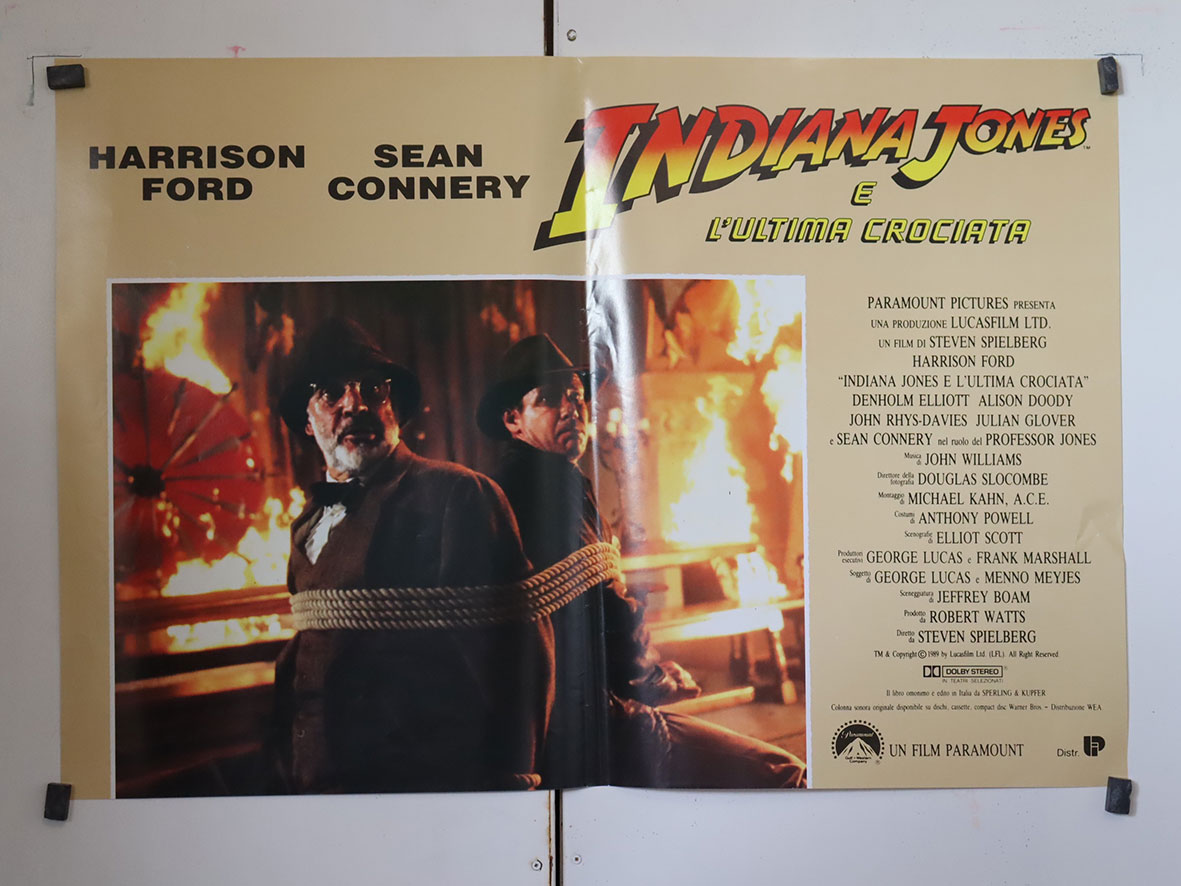 HARRISON FORD
SEAN CONNERY
INDIANA JONES™
E
L'ULTIMA CROCIATA
PARAMOUNT PICTURES PRESENTA
UNA PRODUZIONE LUCASFILM LTD.
UN FILM DI STEVEN SPIELBERG
HARRISON FORD
“INDIANA JONES E L'ULTIMA CROCIATA”
DENHOLM ELLIOTT ALISON DOODY
JOHN RHYS-DAVIES JULIAN GLOVER
e SEAN CONNERY nel ruolo del PROFESSOR JONES
Musica di JOHN WILLIAMS
Direttore della fotografia DOUGLAS SLOCOMBE
Montaggio di MICHAEL KAHN, A.C.E.
Costumi di ANTHONY POWELL
Scenografie di ELLIOT SCOTT
Produttori esecutivi GEORGE LUCAS e FRANK MARSHALL
Soggetto di GEORGE LUCAS e MENNO MEYJES
Sceneggiatura di JEFFREY BOAM
Prodotto da ROBERT WATTS
Diretto da STEVEN SPIELBERG
TM & Copyright © 1989 by Lucasfilm Ltd. (LFL). All Right Reserved.
DOLBY STEREO
IN TEATRI SELEZIONATI
Il libro omonimo è edito in Italia da SPERLING & KUPFER
Colonna sonora originale disponibile su dischi, cassette, compact disc Warner Bros. - Distribuzione WEA.
Paramount
Gulf+Western
Company
UN FILM PARAMOUNT
Distr.